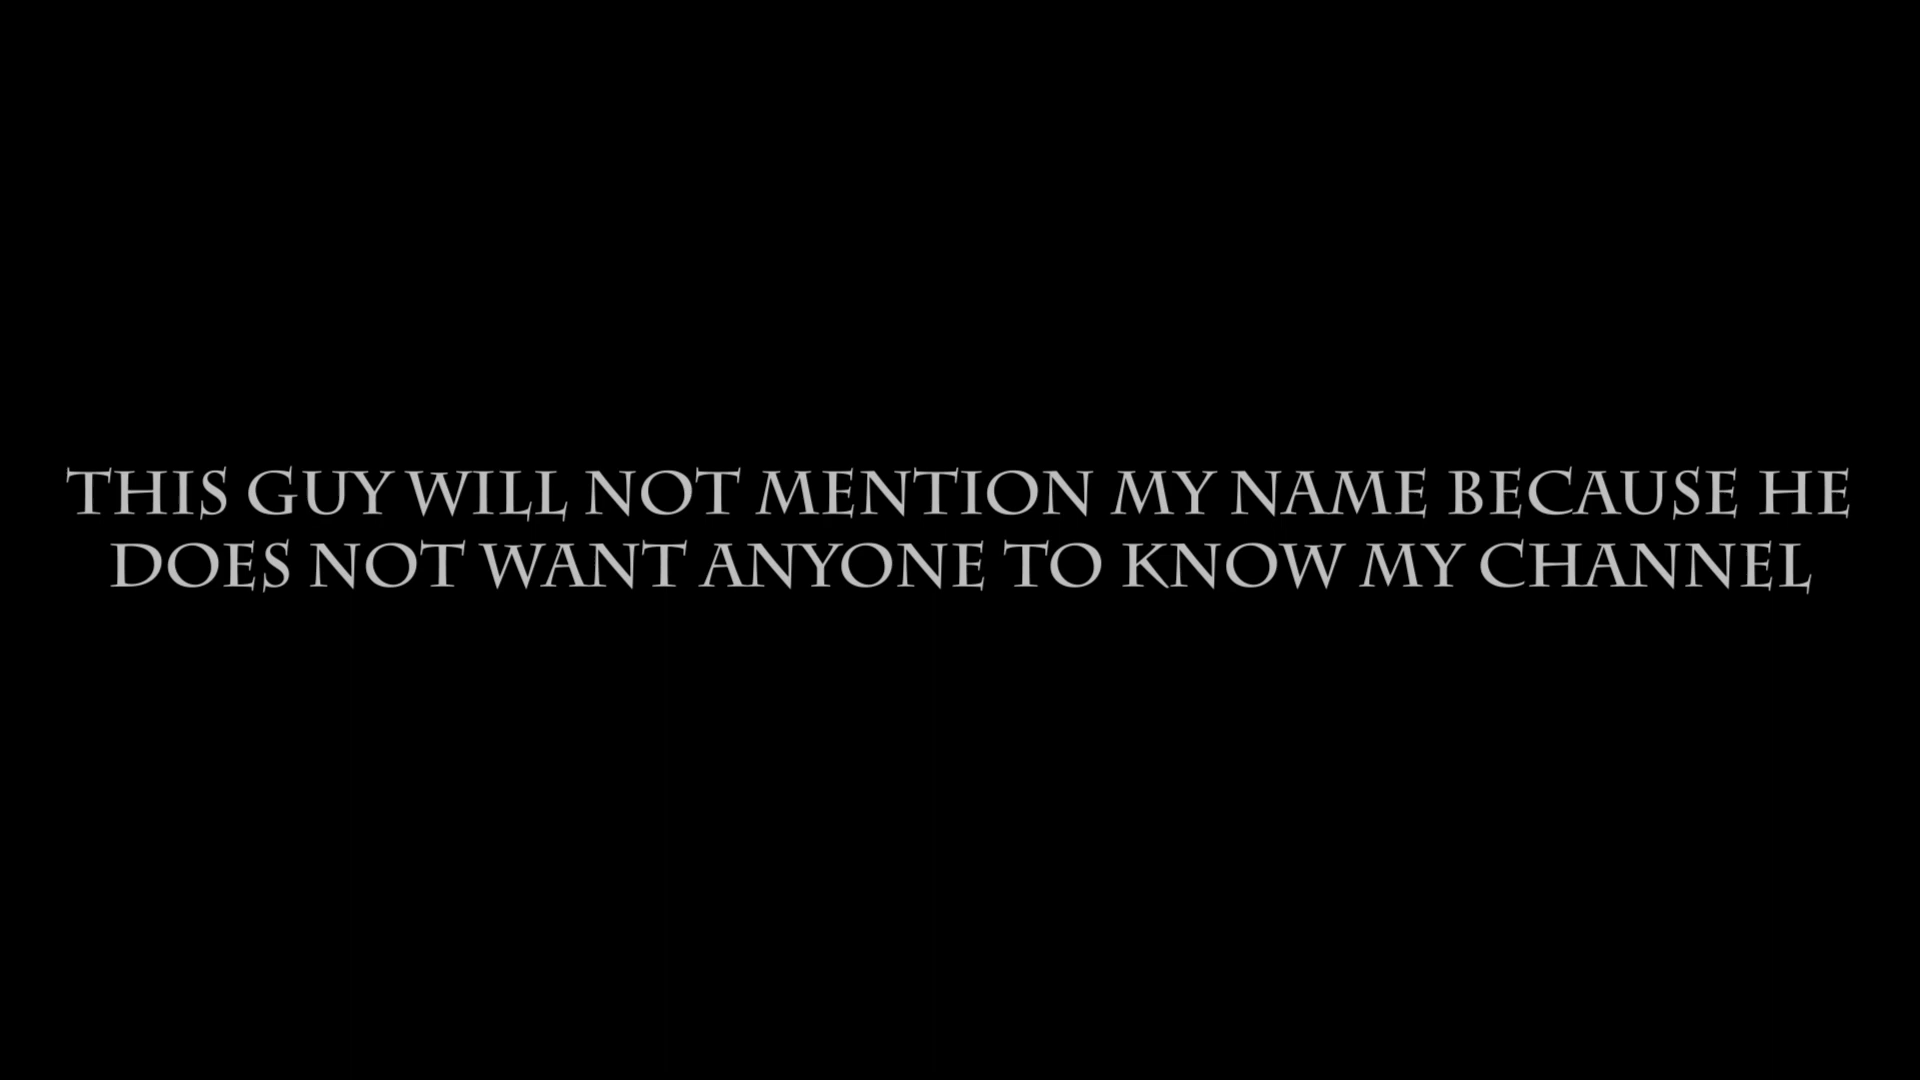 THIS GUY WILL NOT MENTION MY NAME BECAUSE HE
DOES NOT WANT ANYONE TO KNOW MY CHANNEL